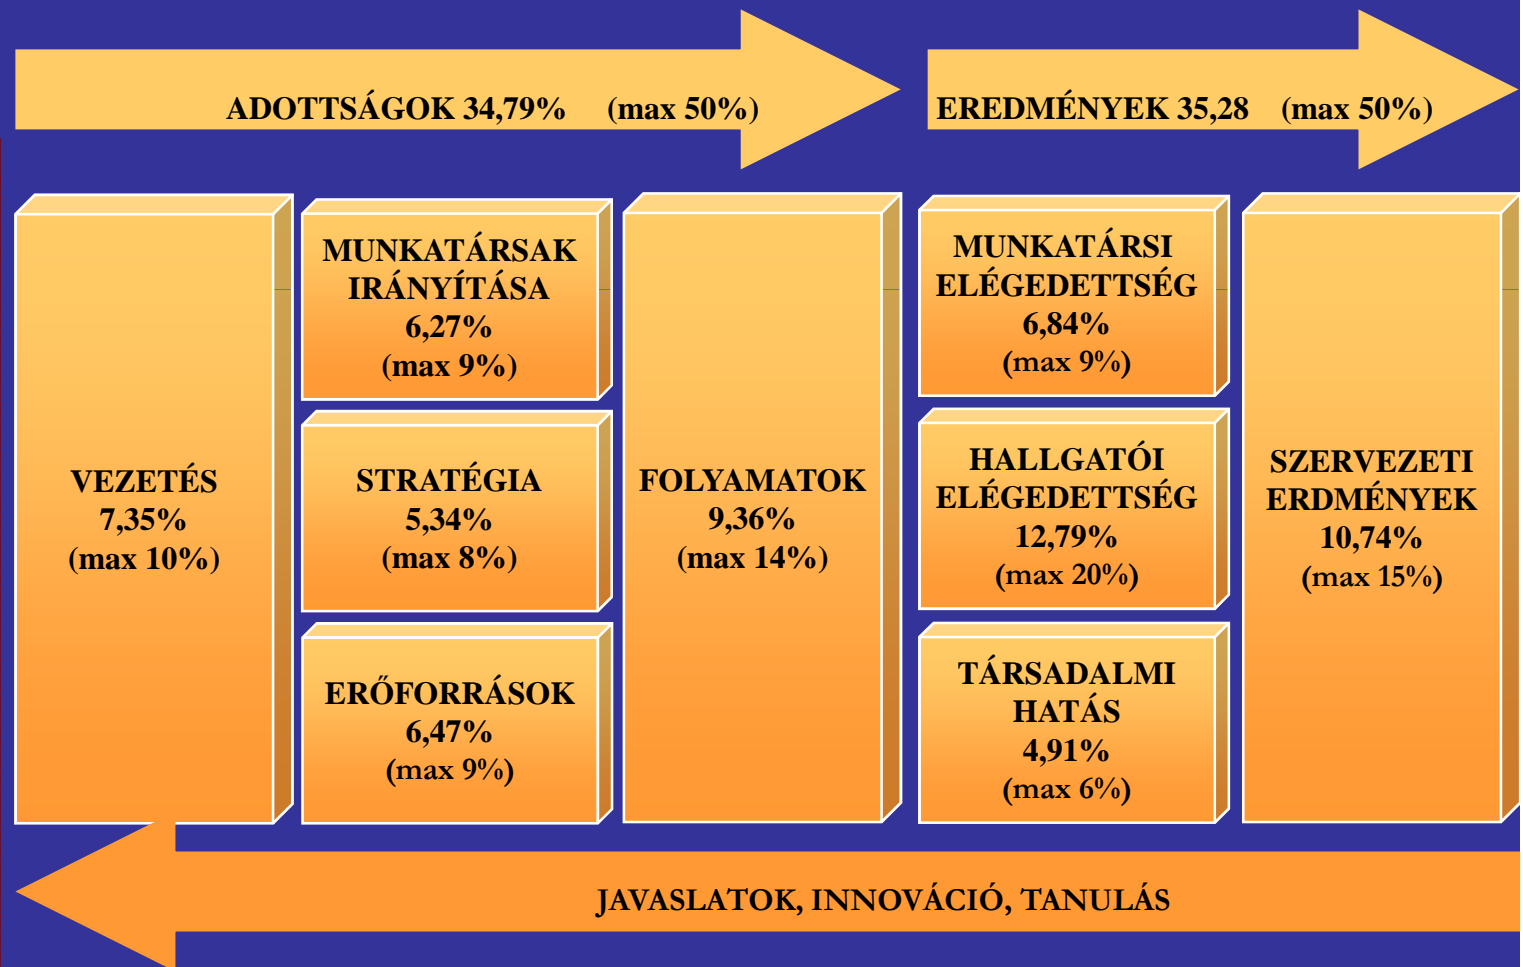 ADOTTSÁGOK 34,79% (max 50%)
EREDMÉNYEK 35,28 (max 50%)
VEZETÉS
7,35%
(max 10%)
MUNKATÁRSAK
IRÁNYÍTÁSA
6,27%
(max 9%)
STRATÉGIA
5,34%
(max 8%)
ERŐFORRÁSOK
6,47%
(max 9%)
FOLYAMATOK
9,36%
(max 14%)
MUNKATÁRSI
ELÉGEDETTSÉG
6,84%
(max 9%)
HALLGATÓI
ELÉGEDETTSÉG
12,79%
(max 20%)
TÁRSADALMI
HATÁS
4,91%
(max 6%)
SZERVEZETI
ERDMÉNYEK
10,74%
(max 15%)
JAVASLATOK, INNOVÁCIÓ, TANULÁS